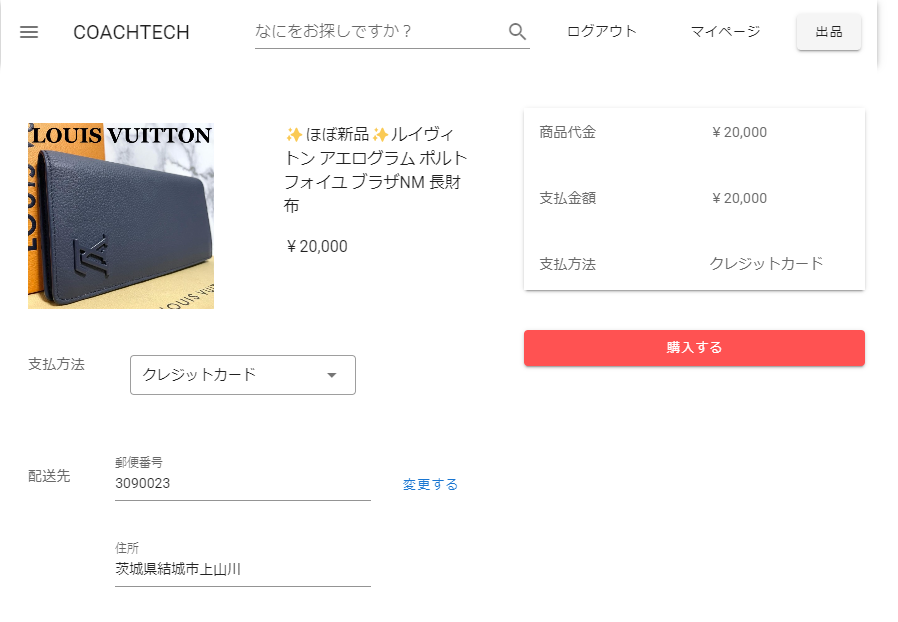 COACHTECH
なにをお探しですか？
ログアウト
マイページ
出品
LOUIS VUITTON
✨ほぼ新品✨ルイヴィ
トン アエログラム ポルト
フォイユ ブラザNM 長財
布
¥ 20,000
商品代金 ¥ 20,000
支払金額 ¥ 20,000
支払方法 クレジットカード
購入する
支払方法
クレジットカード
配送先
郵便番号
3090023
変更する
住所
茨城県結城市上山川